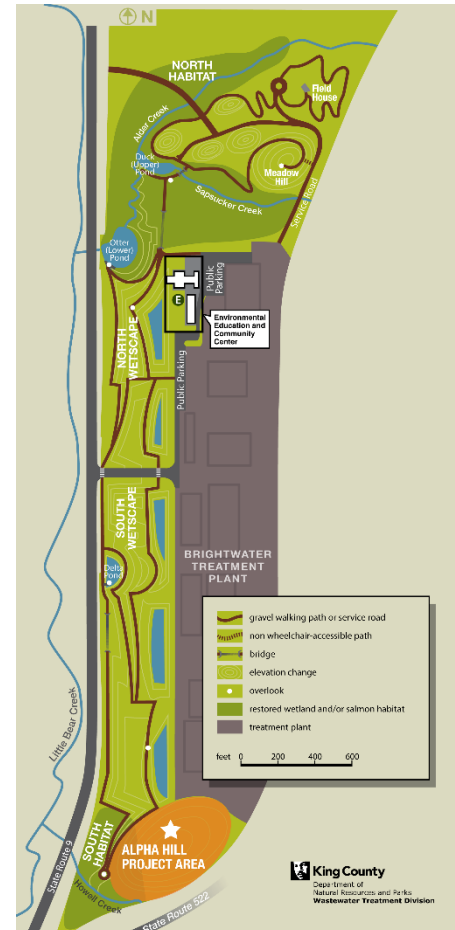 N
NORTH
HABITAT
Field
House
Alder Creek
Duck
(Upper)
Pond
Meadow
Hill
Sapsucker Creek
Service Road
Otter
(Lower)
Pond
Public
Parking
E
Environmental
Education and
Community
Center
NORTH
WETSCAPE
Public Parking
SOUTH
WETSCAPE
BRIGHTWATER
TREATMENT
PLANT
Delta
Pond
gravel walking path or service road
non wheelchair-accessible path
bridge
elevation change
overlook
restored wetland and/or salmon habitat
treatment plant
feet 0 200 400 600
Little Bear Creek
State Route 9
SOUTH
HABITAT
ALPHA HILL
PROJECT AREA
Howell Creek
State Route 522
King County
Department of
Natural Resources and Parks
Wastewater Treatment Division